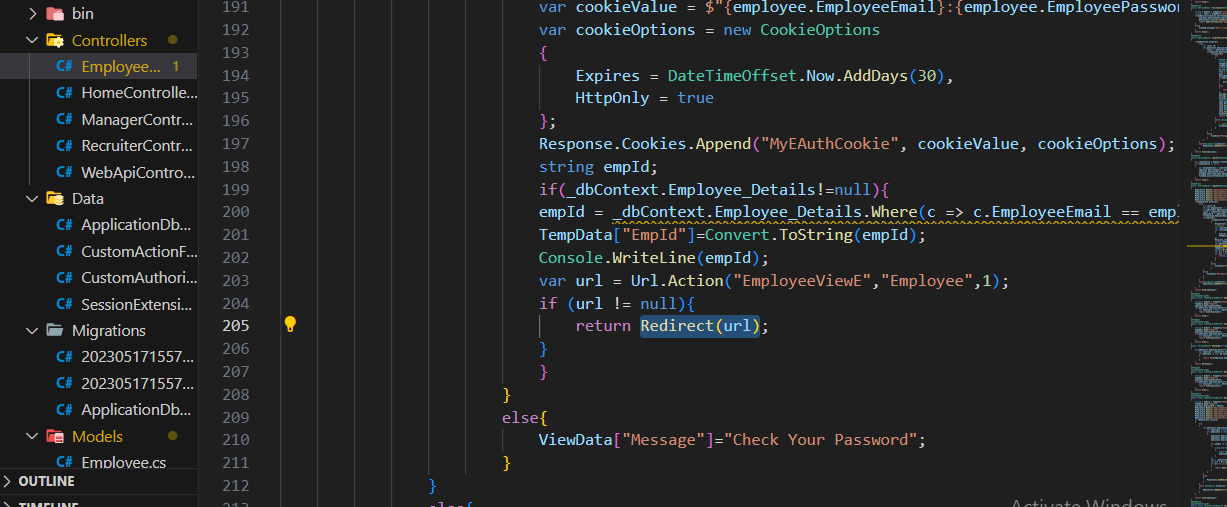 bin
Controllers
C# Employee... 1
C# HomeControlle...
C# ManagerContr...
C# RecruiterContr...
C# WebApiContro...
Data
C# ApplicationDb...
C# CustomActionF...
C# CustomAuthori...
C# SessionExtensi...
Migrations
C# 202305171557...
C# 202305171557...
C# ApplicationDb...
Models
C# Employee.cs
OUTLINE
TIMELINE
191 var cookieValue = $"{employee.EmployeeEmail}:{employee.EmployeePasswor
192 var cookieOptions = new CookieOptions
193 {
194 Expires = DateTimeOffset.Now.AddDays(30),
195 HttpOnly = true
196 };
197 Response.Cookies.Append("MyEAuthCookie", cookieValue, cookieOptions);
198 string empId;
199 if(_dbContext.Employee_Details!=null){
200 empId = _dbContext.Employee_Details.Where(c => c.EmployeeEmail == empl
201 TempData["EmpId"]=Convert.ToString(empId);
202 Console.WriteLine(empId);
203 var url = Url.Action("EmployeeViewE","Employee",1);
204 if (url != null){
205 return Redirect(url);
206 }
207 }
208 }
209 else{
210 ViewData["Message"]="Check Your Password";
211 }
212 }
213 else{
Activate Windows